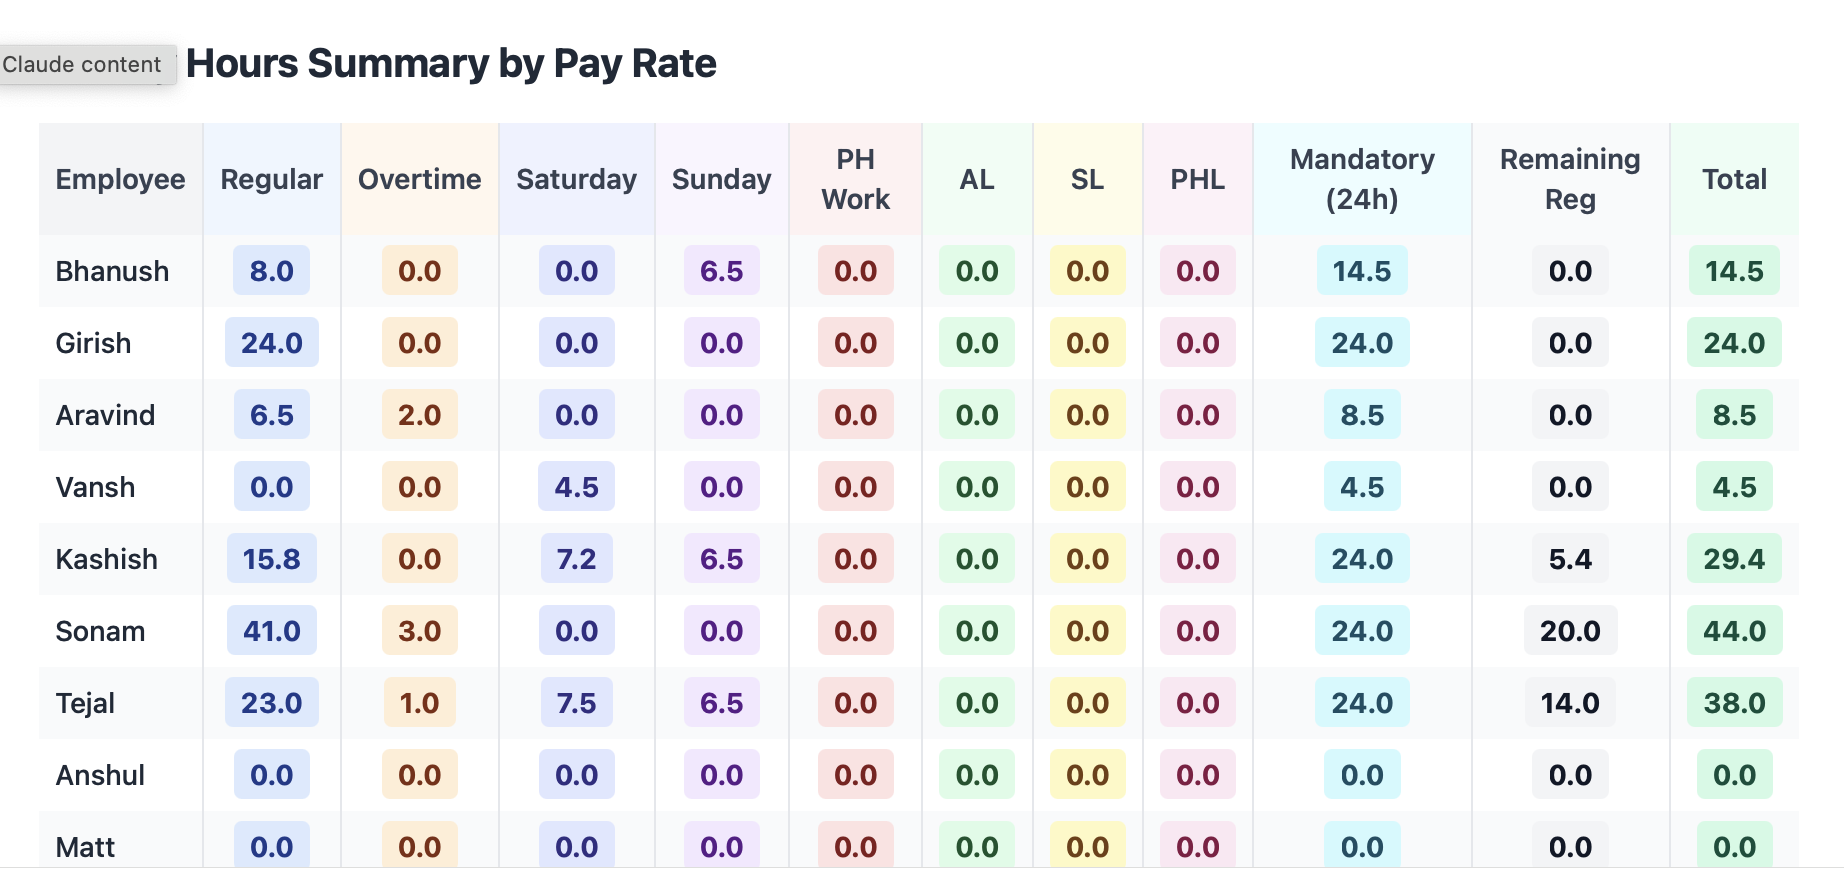 Claude content
Hours Summary by Pay Rate
Employee Regular Overtime Saturday Sunday PH Work AL SL PHL Mandatory (24h) Remaining Reg Total
Bhanush 8.0 0.0 0.0 6.5 0.0 0.0 0.0 0.0 14.5 0.0 14.5
Girish 24.0 0.0 0.0 0.0 0.0 0.0 0.0 0.0 24.0 0.0 24.0
Aravind 6.5 2.0 0.0 0.0 0.0 0.0 0.0 0.0 8.5 0.0 8.5
Vansh 0.0 0.0 4.5 0.0 0.0 0.0 0.0 0.0 4.5 0.0 4.5
Kashish 15.8 0.0 7.2 6.5 0.0 0.0 0.0 0.0 24.0 5.4 29.4
Sonam 41.0 3.0 0.0 0.0 0.0 0.0 0.0 0.0 24.0 20.0 44.0
Tejal 23.0 1.0 7.5 6.5 0.0 0.0 0.0 0.0 24.0 14.0 38.0
Anshul 0.0 0.0 0.0 0.0 0.0 0.0 0.0 0.0 0.0 0.0 0.0
Matt 0.0 0.0 0.0 0.0 0.0 0.0 0.0 0.0 0.0 0.0 0.0